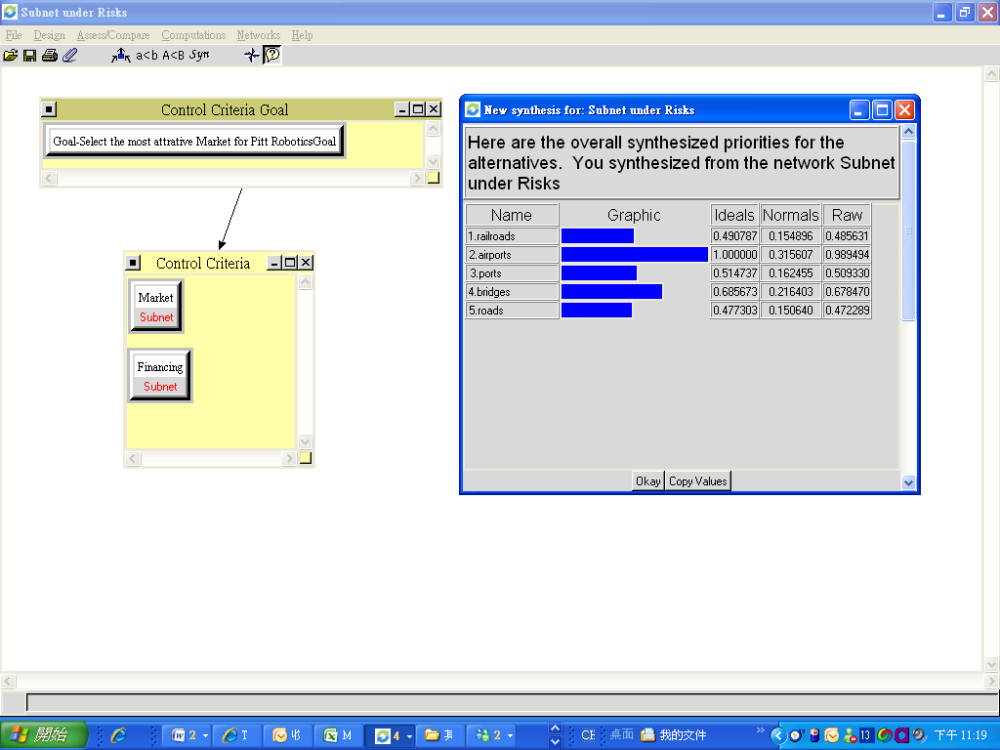 Subnet under Risks
File Design Assess/Compare Computations Networks Help
a<b A<B Syn
Control Criteria Goal
Goal-Select the most attrative Market for Pitt RoboticsGoal
Control Criteria
Market
Subnet
Financing
Subnet
New synthesis for: Subnet under Risks
Here are the overall synthesized priorities for the
alternatives. You synthesized from the network Subnet
under Risks
Name Graphic Ideals Normals Raw
1.railroads 0.490787 0.154896 0.485631
2.airports 1.000000 0.315607 0.989494
3.ports 0.514737 0.162455 0.509330
4.bridges 0.685673 0.216403 0.678470
5.roads 0.477303 0.150640 0.472289
Okay Copy Values
開始 2 T 收 M 4 2 CE 桌面 我的文件 » 13 下午 11:19